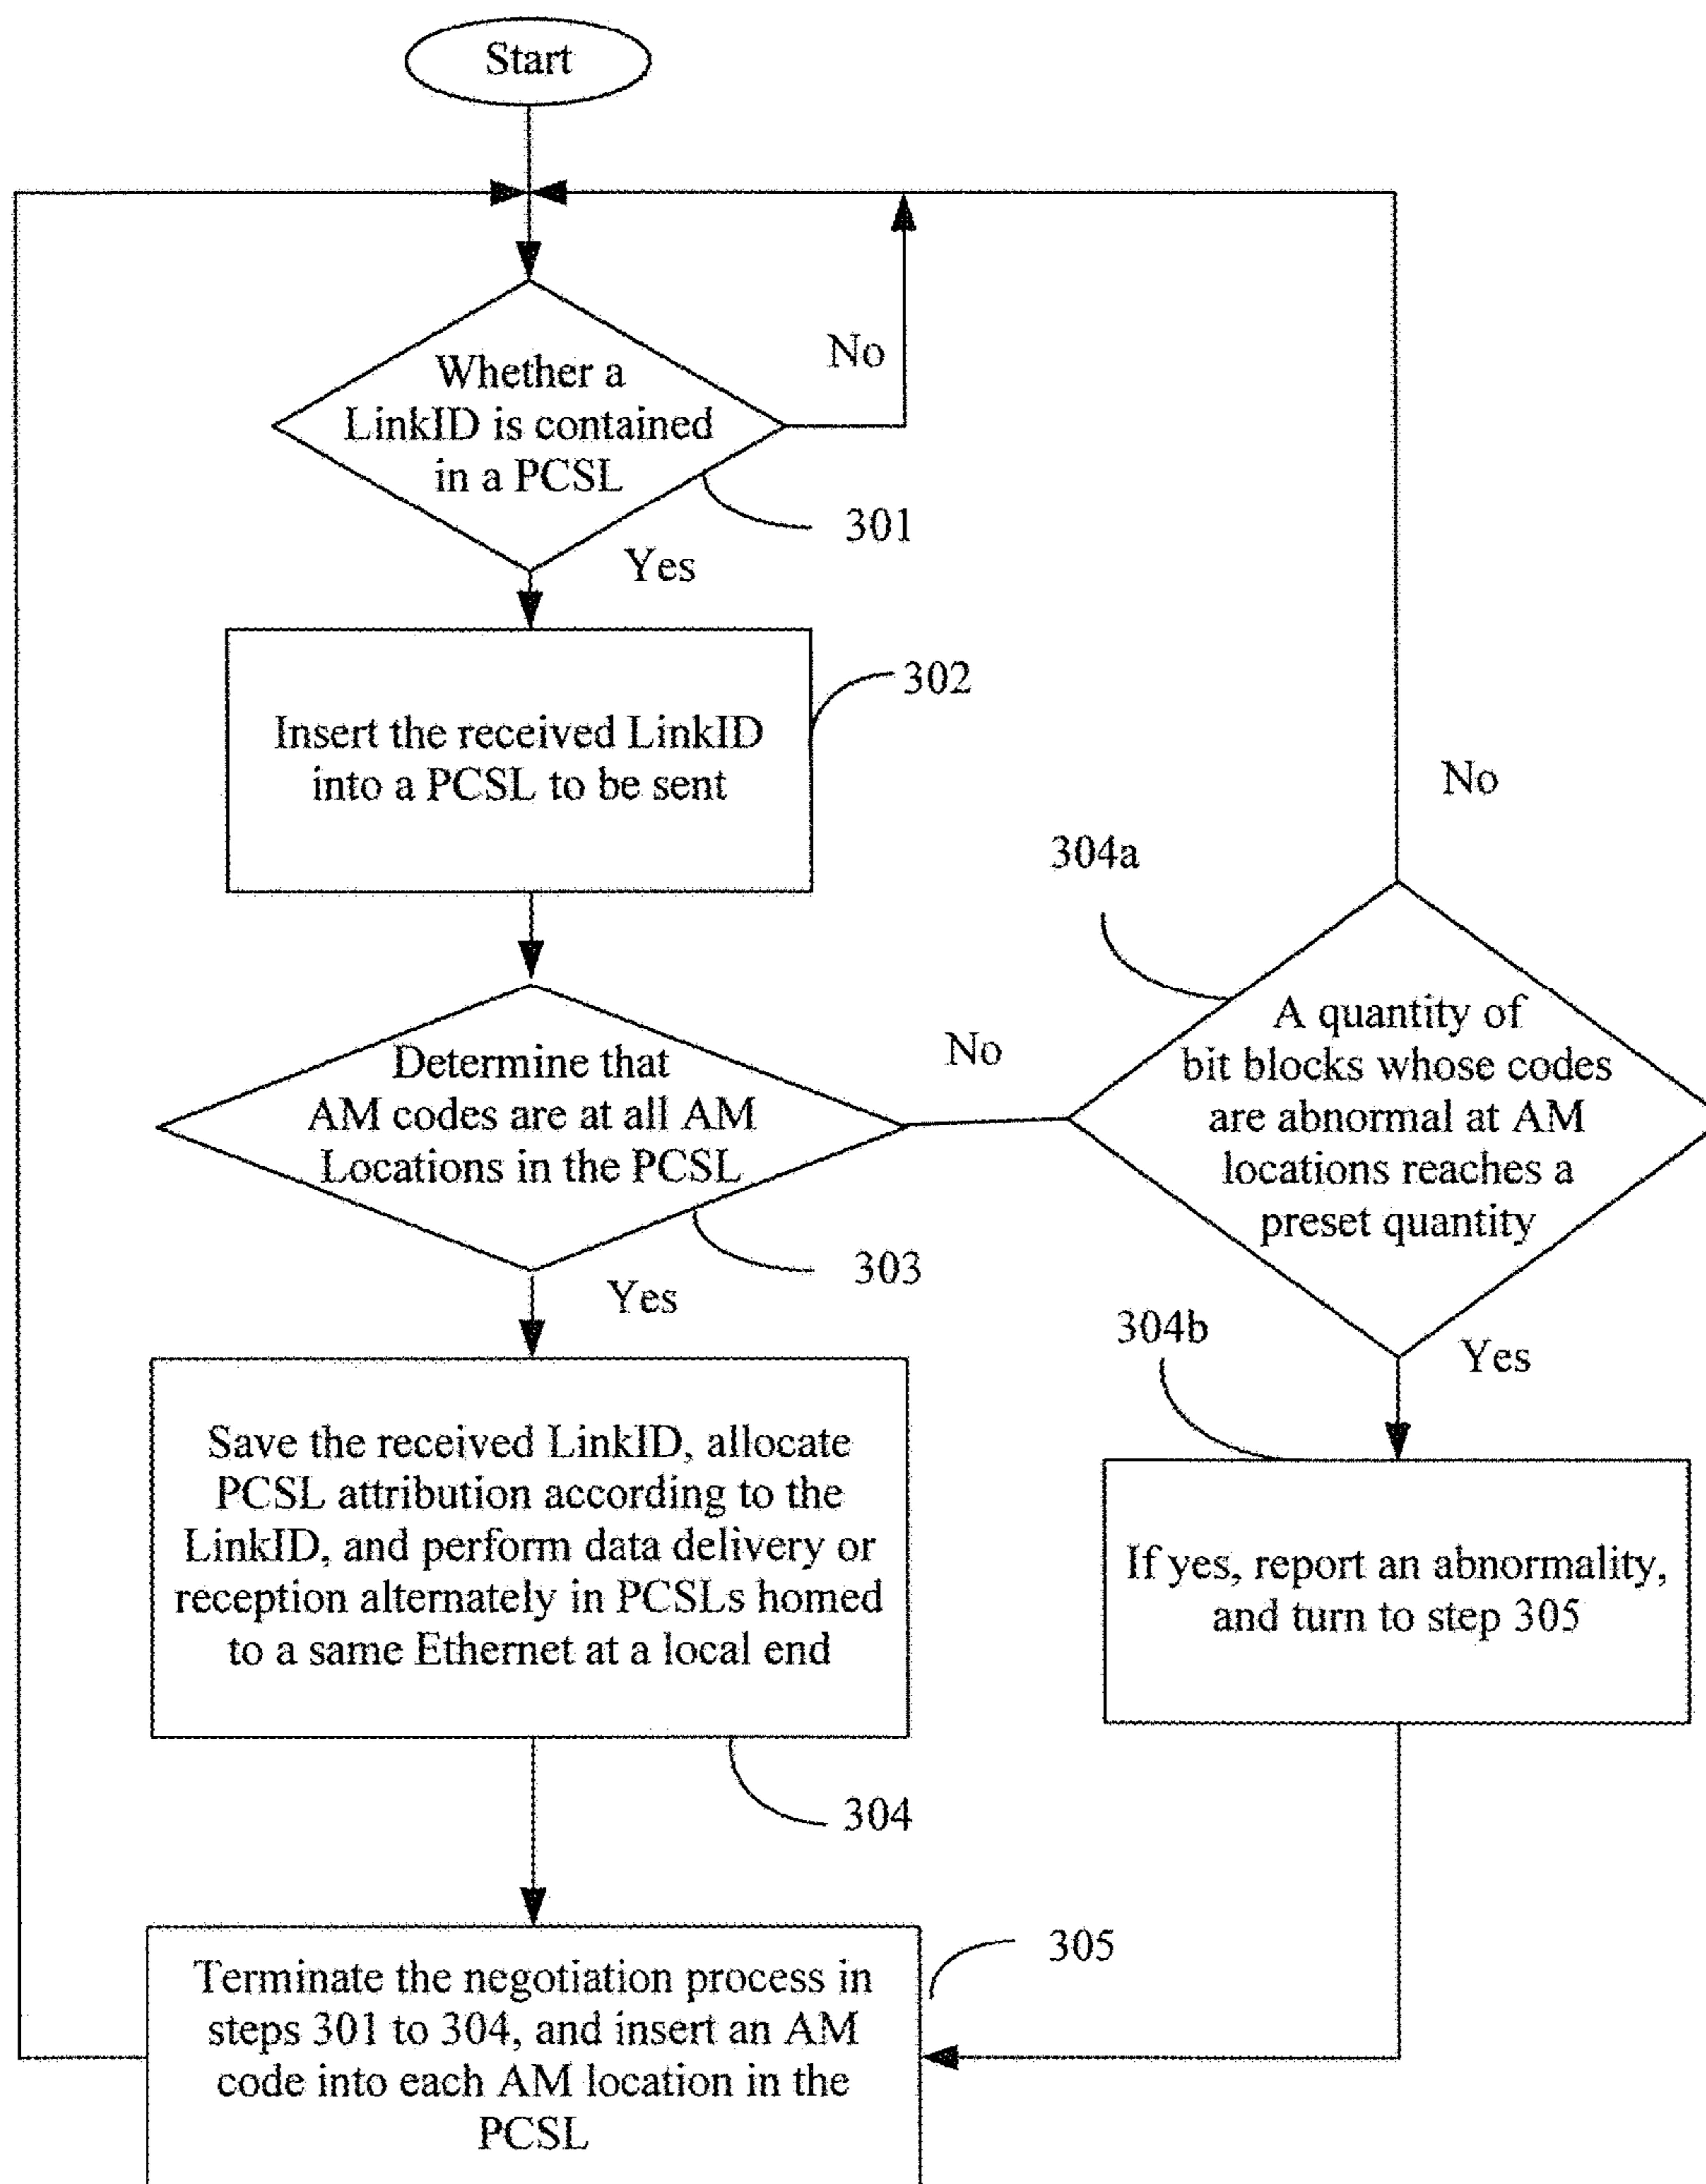 Start
No
Whether a
LinkID is contained
in a PCSL
301
Yes
302
Insert the received LinkID
into a PCSL to be sent
No
304a
A quantity of
bit blocks whose codes
are abnormal at AM
locations reaches a
preset quantity
No
Determine that
AM codes are at all AM
Locations in the PCSL
303
Yes
304b
Yes
Save the received LinkID, allocate
PCSL attribution according to the
LinkID, and perform data delivery or
reception alternately in PCSLs homed
to a same Ethernet at a local end
If yes, report an abnormality,
and turn to step 305
304
305
Terminate the negotiation process in
steps 301 to 304, and insert an AM
code into each AM location in the
PCSL